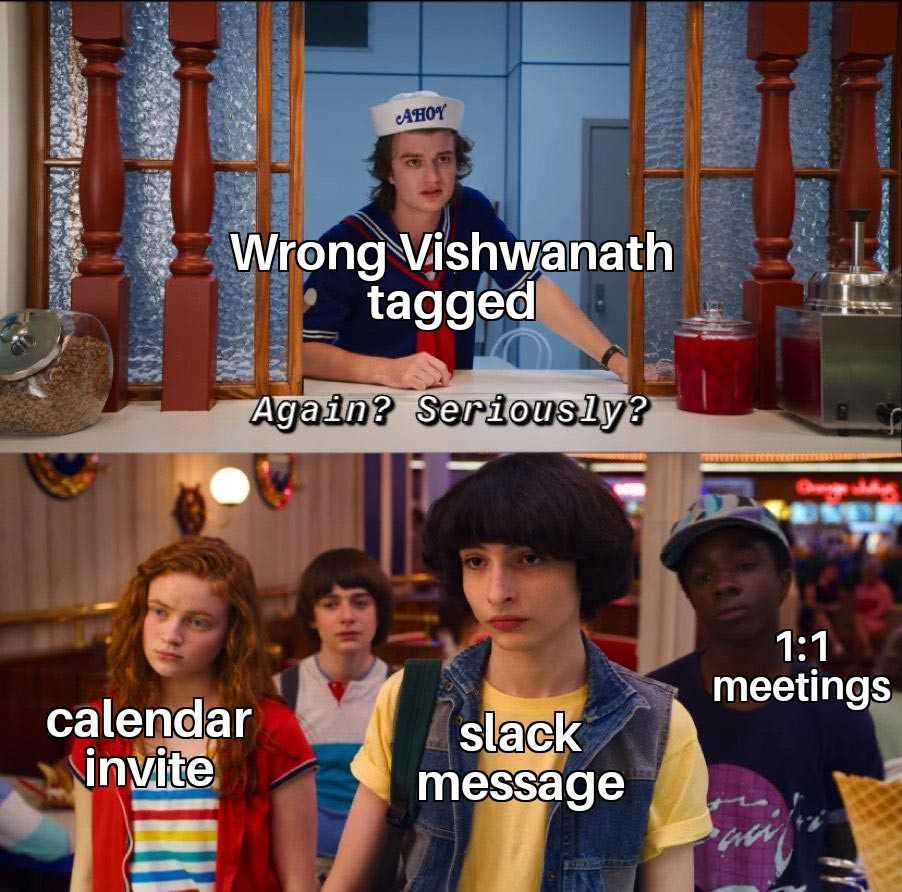 AHOY
Wrong Vishwanath
tagged
Again? Seriously?
1:1
meetings
calendar
invite
slack
message